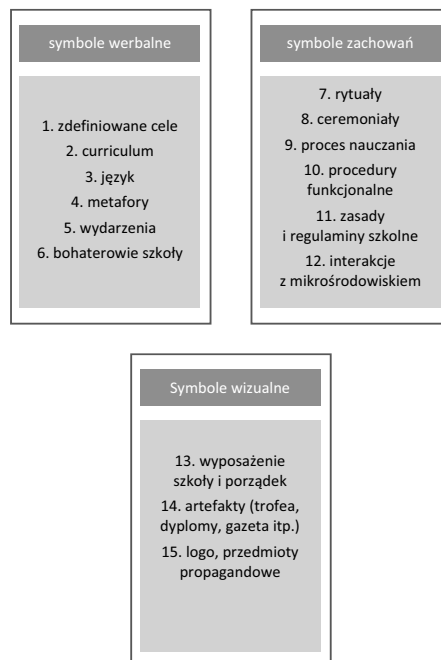 symbole werbalne
1. zdefiniowane cele
2. curriculum
3. język
4. metafory
5. wydarzenia
6. bohaterowie szkoły
symbole zachowań
7. rytuały
8. ceremoniały
9. proces nauczania
10. procedury
funkcjonalne
11. zasady
i regulaminy szkolne
12. interakcje
z mikrośrodowiskiem
Symbole wizualne
13. wyposażenie
szkoły i porządek
14. artefakty (trofea,
dyplomy, gazeta itp.)
15. logo, przedmioty
propagandowe